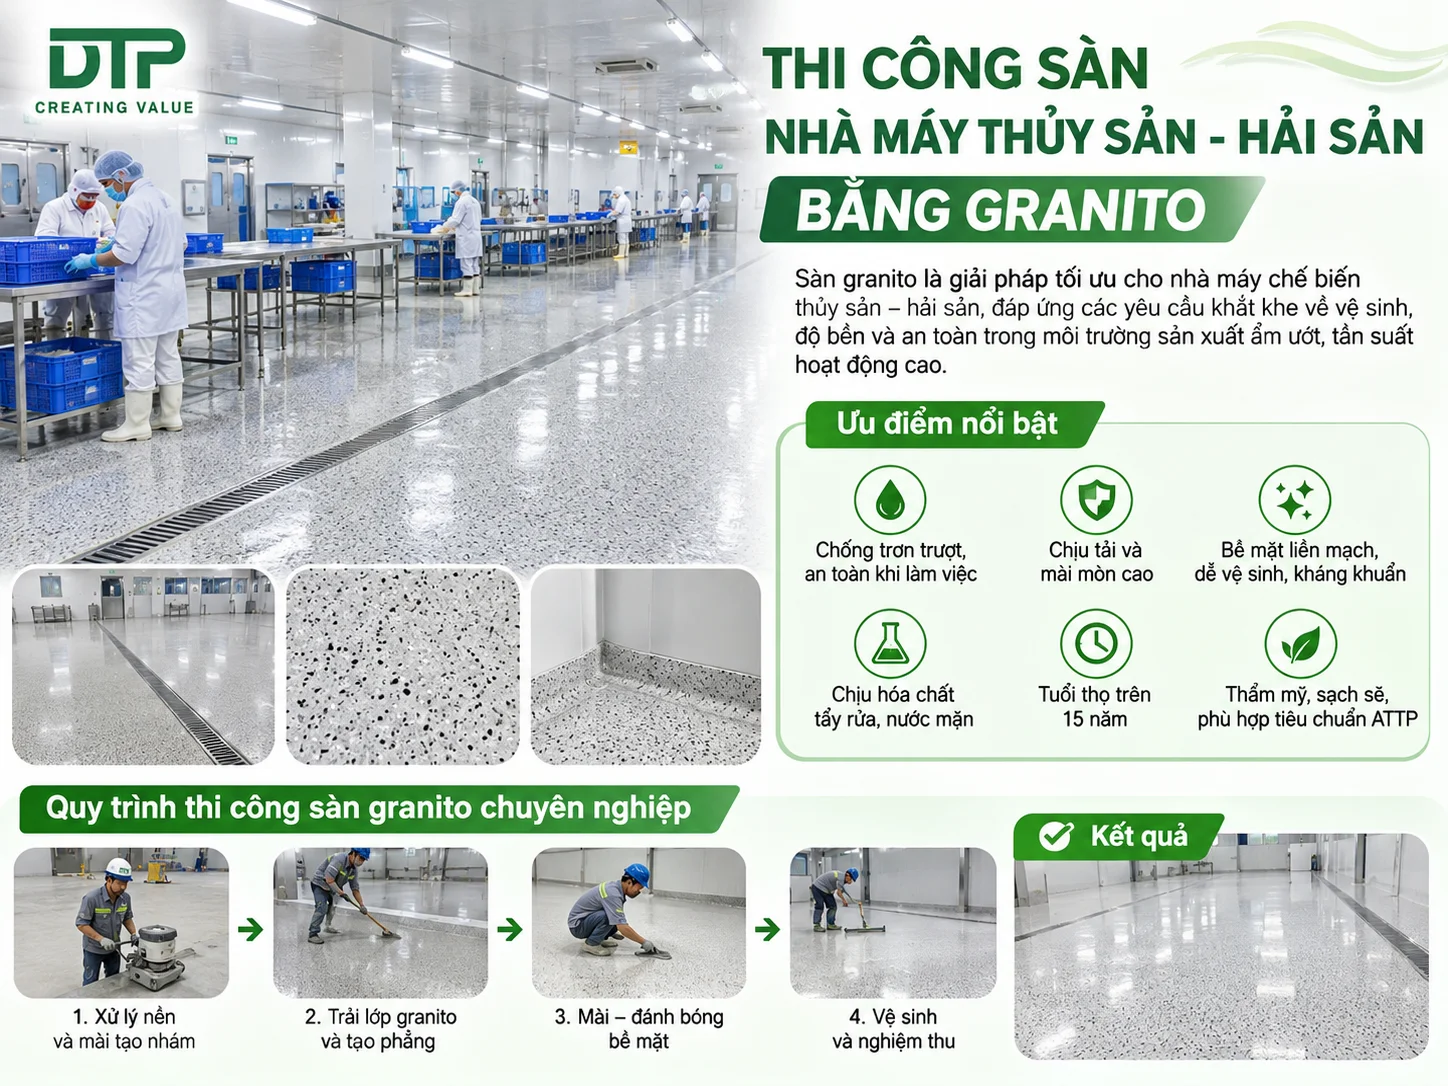 DTP
CREATING VALUE
THI CÔNG SÀN
NHÀ MÁY THỦY SẢN - HẢI SẢN
BẰNG GRANITO
Sàn granito là giải pháp tối ưu cho nhà máy chế biến
thủy sản – hải sản, đáp ứng các yêu cầu khắt khe về vệ sinh,
độ bền và an toàn trong môi trường sản xuất ẩm ướt, tần suất
hoạt động cao.
Ưu điểm nổi bật
Chống trơn trượt,
an toàn khi làm việc
Chịu tải và
mài mòn cao
Bề mặt liền mạch,
dễ vệ sinh, kháng khuẩn
Chịu hóa chất
tẩy rửa, nước mặn
Tuổi thọ trên
15 năm
Thẩm mỹ, sạch sẽ,
phù hợp tiêu chuẩn ATTP
Quy trình thi công sàn granito chuyên nghiệp
1. Xử lý nền
và mài tạo nhám
2. Trải lớp granito
và tạo phẳng
3. Mài – đánh bóng
bề mặt
4. Vệ sinh
và nghiệm thu
Kết quả